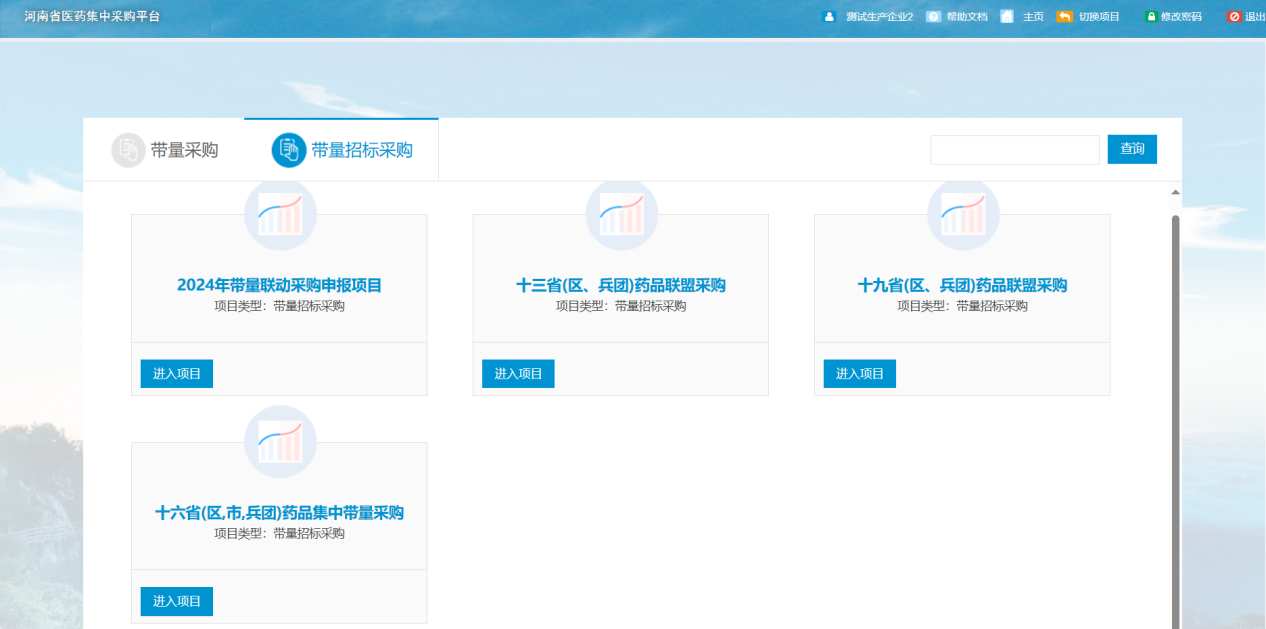 河南省医药集中采购平台
测试生产企业2 帮助文档 主页 切换项目 修改密码 退出
带量采购 带量招标采购 查询
2024年带量联动采购申报项目
项目类型：带量招标采购
进入项目
十三省(区、兵团)药品联盟采购
项目类型：带量招标采购
进入项目
十九省(区、兵团)药品联盟采购
项目类型：带量招标采购
进入项目
十六省(区,市,兵团)药品集中带量采购
项目类型：带量招标采购
进入项目